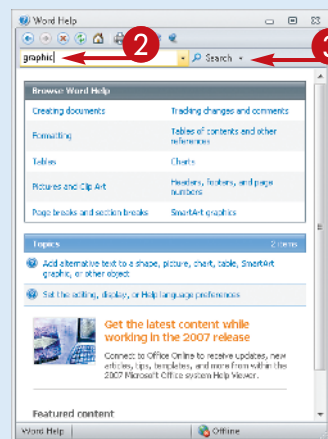 Word Help
graphic
2
Search
Browse Word Help
Creating documents
Tracking changes and comments
Formatting
Tables of contents and other
references
Tables
Charts
Pictures and Clip Art
Headers, footers, and page
numbers
Page breaks and section breaks
SmartArt graphics
Topics
2 items
Add alternative text to a shape, picture, chart, table, SmartArt
graphic, or other object
Set the editing, display, or Help language preferences
Get the latest content while
working in the 2007 release
Connect to Office Online to receive updates, new
articles, tips, templates, and more from within the
2007 Microsoft Office system Help Viewer.
Featured content
Word Help
Offline